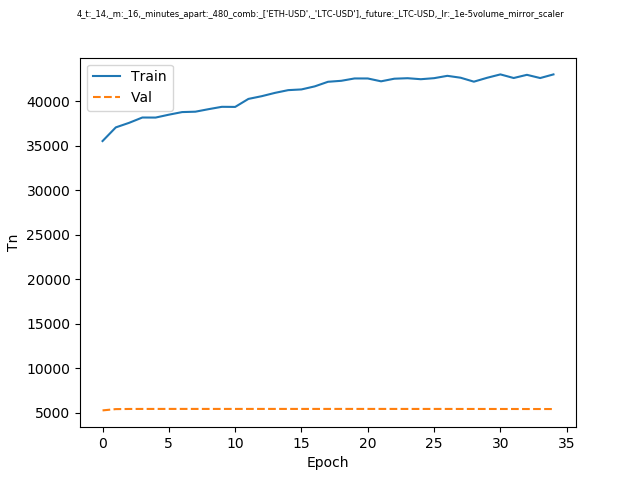 4_t:_14,_m:_16,_minutes_apart:_480_comb:_['ETH-USD',_'LTC-USD'],_future:_LTC-USD,_lr:_1e-5volume_mirror_scaler
Train
Val
40000
35000
30000
25000
20000
15000
10000
5000
Tn
0 5 10 15 20 25 30 35
Epoch